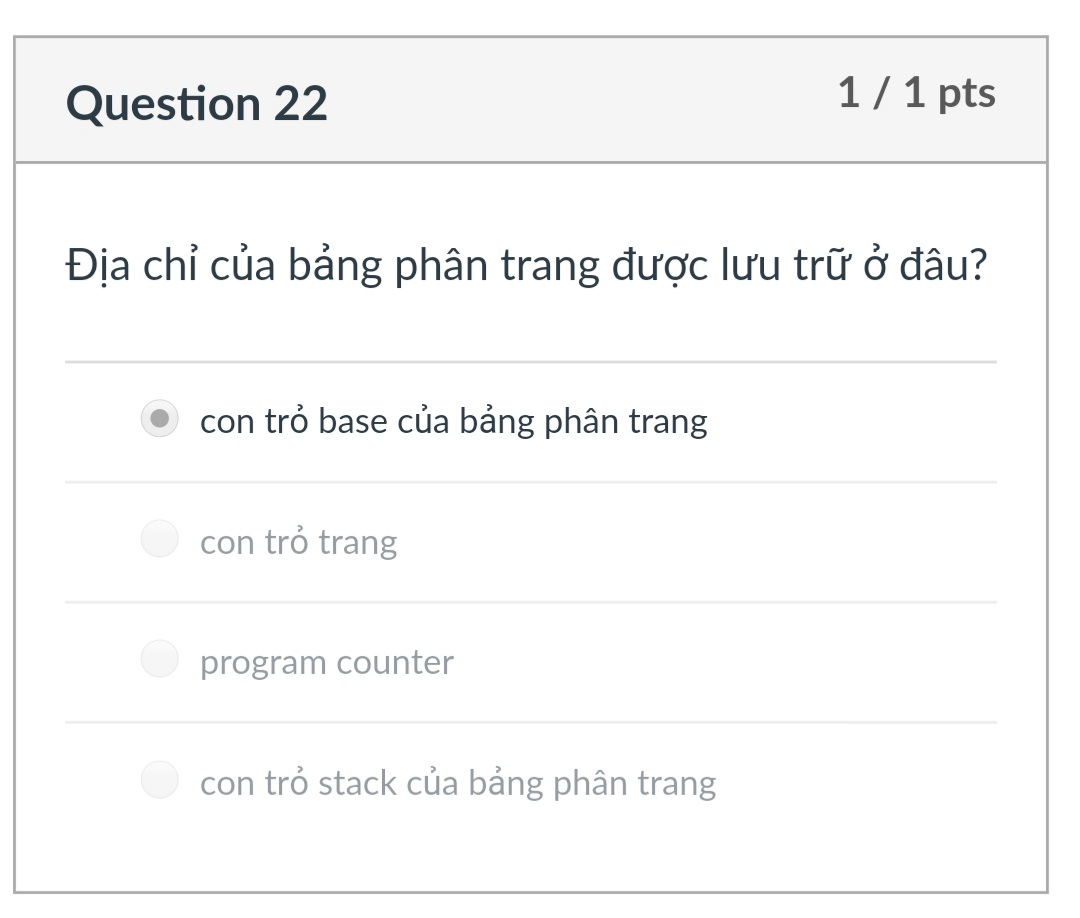 Question 22
1 / 1 pts
Địa chỉ của bảng phân trang được lưu trữ ở đâu?
con trỏ base của bảng phân trang
con trỏ trang
program counter
con trỏ stack của bảng phân trang